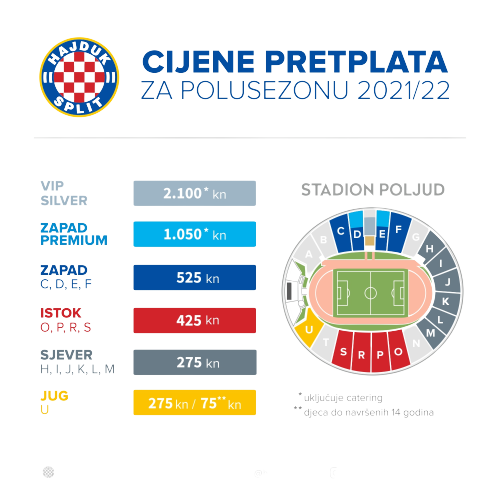 HAJDUK
SPLIT
CIJENE PRETPLATA
ZA POLUSEZONU 2021/22
VIP
SILVER
2.100* kn
ZAPAD
PREMIUM
1.050* kn
ZAPAD
C, D, E, F
525 kn
ISTOK
O, P, R, S
425 kn
SJEVER
H, I, J, K, L, M
275 kn
JUG
U
275 kn / 75** kn
STADION POLJUD
A
B
C
D
E
F
G
H
I
J
K
L
M
N
O
P
R
S
T
U
* uključuje catering
** djeca do navršenih 14 godina